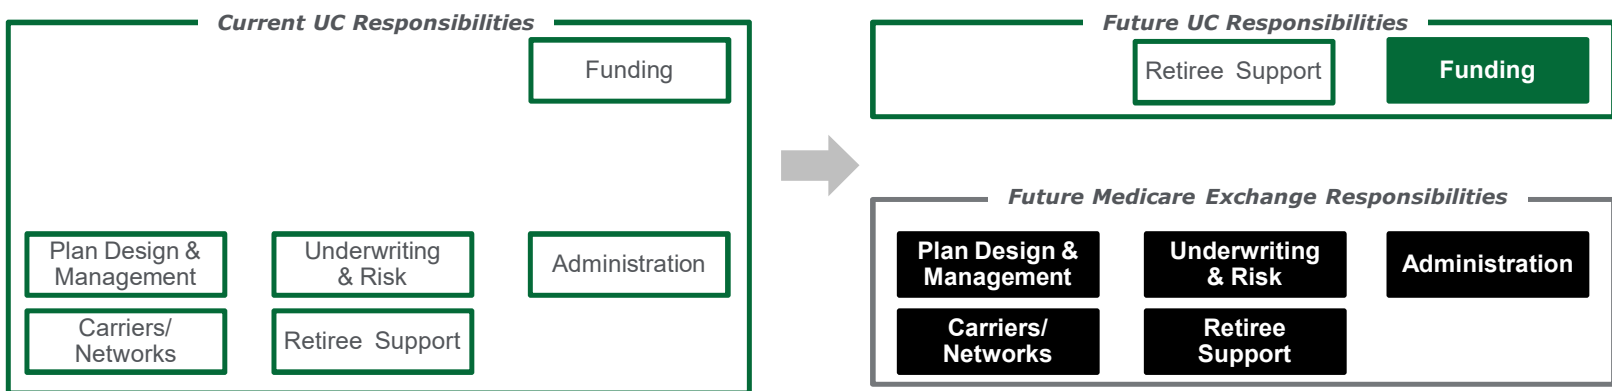 Current UC Responsibilities
Funding
Plan Design &
Management
Underwriting
& Risk
Administration
Carriers/
Networks
Retiree Support
Future UC Responsibilities
Retiree Support
Funding
Future Medicare Exchange Responsibilities
Plan Design &
Management
Underwriting
& Risk
Administration
Carriers/
Networks
Retiree
Support